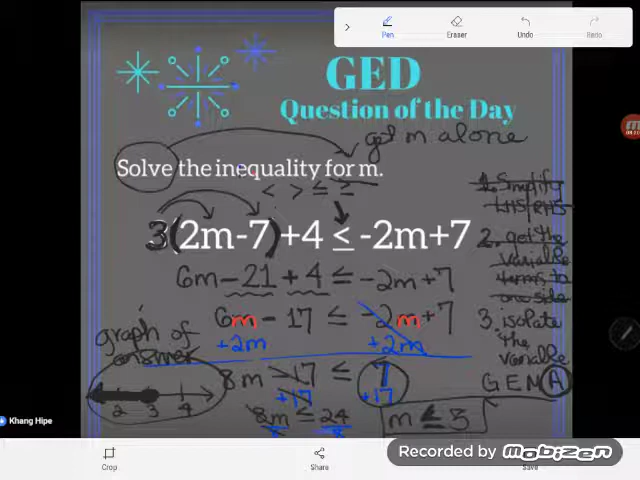 Pen
Eraser
Undo
Redo
GED
Question of the Day
get m alone
Solve the inequality for m.
< > ≤ ≥
3(2m-7)+4 ≤ -2m+7
6m - 21 + 4 ≤ -2m+7
6m - 17 ≤ -2m+7
+2m +2m
8m - 17 ≤ 7
+17 +17
8m ≤ 24
8 8
m ≤ 3
1. Simplify
LHS/RHS
2. get the
variable
terms to
one side
3. isolate
the
variable
GEMA
graph of
answer
2 3 4
Khang Hipe
Crop
Share
Save
Recorded by Mobizen